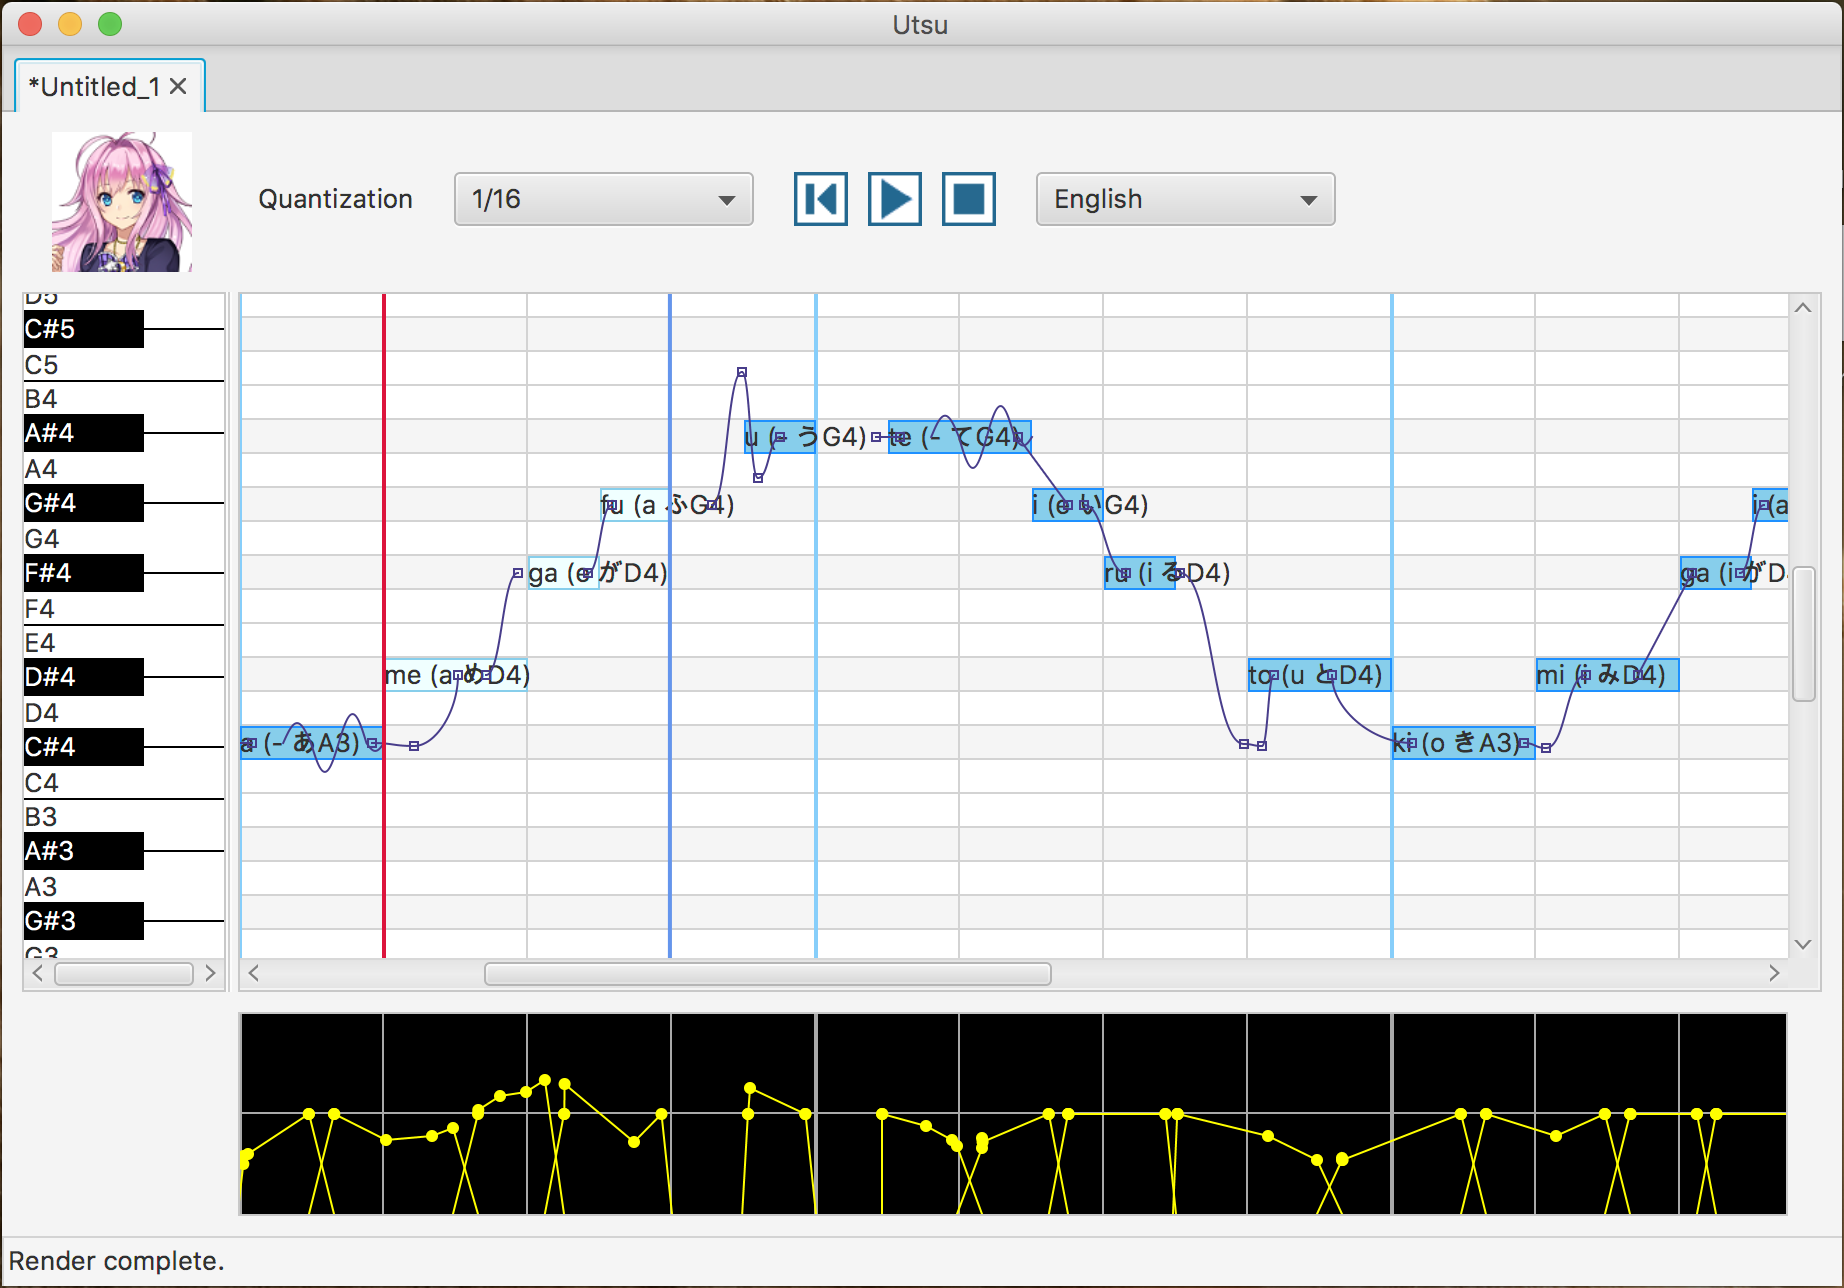 Utsu
*Untitled_1
Quantization
1/16
English
D5
C#5
C5
B4
A#4
A4
G#4
G4
F#4
F4
E4
D#4
D4
C#4
C4
B3
A#3
A3
G#3
G3
u (- うG4)
te (- てG4)
fu (a ふG4)
i (e いG4)
i (a
ga (e がD4)
ru (i るD4)
ga (i がD4
me (a めD4)
to (u とD4)
mi (i みD4)
a (- あA3)
ki (o きA3)
Render complete.